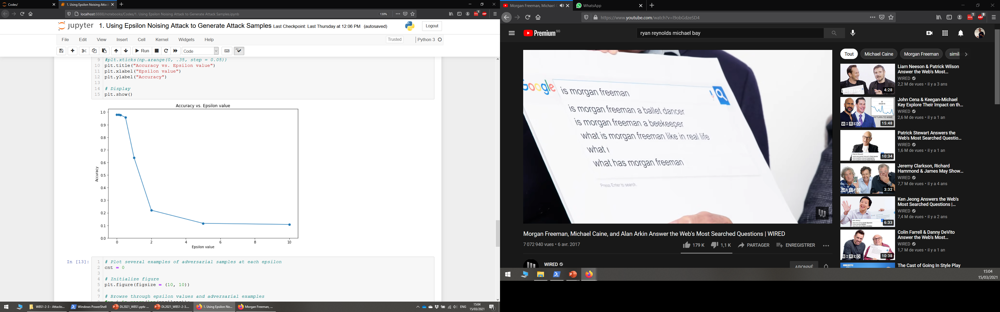 Codes/
1. Using Epsilon Noising Attack
localhost:8888/notebooks/Codes/1. Using Epsilon Noising Attack to Generate Attack Samples.ipynb
130%
jupyter 1. Using Epsilon Noising Attack to Generate Attack Samples Last Checkpoint: Last Thursday at 12:06 PM (autosaved)
Logout
File Edit View Insert Cell Kernel Widgets Help
Trusted
Python 3
Run
Code
9 #plt.xticks(np.arange(0, .35, step = 0.05))
10 plt.title("Accuracy vs. Epsilon value")
11 plt.xlabel("Epsilon value")
12 plt.ylabel("Accuracy")
13
14 # Display
15 plt.show()
Accuracy vs. Epsilon value
1.0
0.9
0.8
0.7
0.6
0.5
0.4
0.3
0.2
0.1
0.0
Accuracy
0 2 4 6 8 10
Epsilon value
In [13]:
1 # Plot several examples of adversarial samples at each epsilon
2 cnt = 0
3
4 # Initialize figure
5 plt.figure(figsize = (10, 10))
6
7 # Browse through epsilon values and adversarial examples
W8S1-2-3 - Attacks...
Windows PowerShell
DL2021_W8S1.pptx ...
DL2021_W8S1-2-3....
1. Using Epsilon No...
Morgan Freeman, ...
ENG
15:04
15/03/2021
Morgan Freeman, Michael
WhatsApp
https://www.youtube.com/watch?v=l9obGdzeSD4
1
ABP
9
Premium SG
ryan reynolds michael bay
Google
is morgan freeman
is morgan freeman a ballet dancer
is morgan freeman a beekeeper
what is morgan freeman like in real life
what
what has morgan freeman
Press Enter to search.
Morgan Freeman, Michael Caine, and Alan Arkin Answer the Web's Most Searched Questions | WIRED
7 072 940 vues • 6 avr. 2017
179 K
1,1 K
PARTAGER
ENREGISTRER
WIRED
ABONNÉ
Tout
Michael Caine
Morgan Freeman
simil
Liam Neeson & Patrick Wilson
Answer the Web's Most...
WIRED
2,2 M de vues • il y a 3 ans
4:28
John Cena & Keegan-Michael
Key Explore Their Impact on th...
WIRED
2,6 M de vues • il y a 1 an
RETURN TO WWE
WIRED
15:48
Patrick Stewart Answers the
Web's Most Searched Questio...
WIRED
1,6 M de vues • il y a 1 an
10:34
Jeremy Clarkson, Richard
Hammond & James May Show...
WIRED
7,7 M de vues • il y a 4 ans
WIRED
3:32
Ken Jeong Answers the Web's
Most Searched Questions |...
WIRED
7,4 M de vues • il y a 2 ans
6:33
Colin Farrell & Danny DeVito
Answer the Web's Most...
WIRED
1,7 M de vues • il y a 1 an
WIRED
10:38
The Cast of Going In Style Play
15:04
15/03/2021